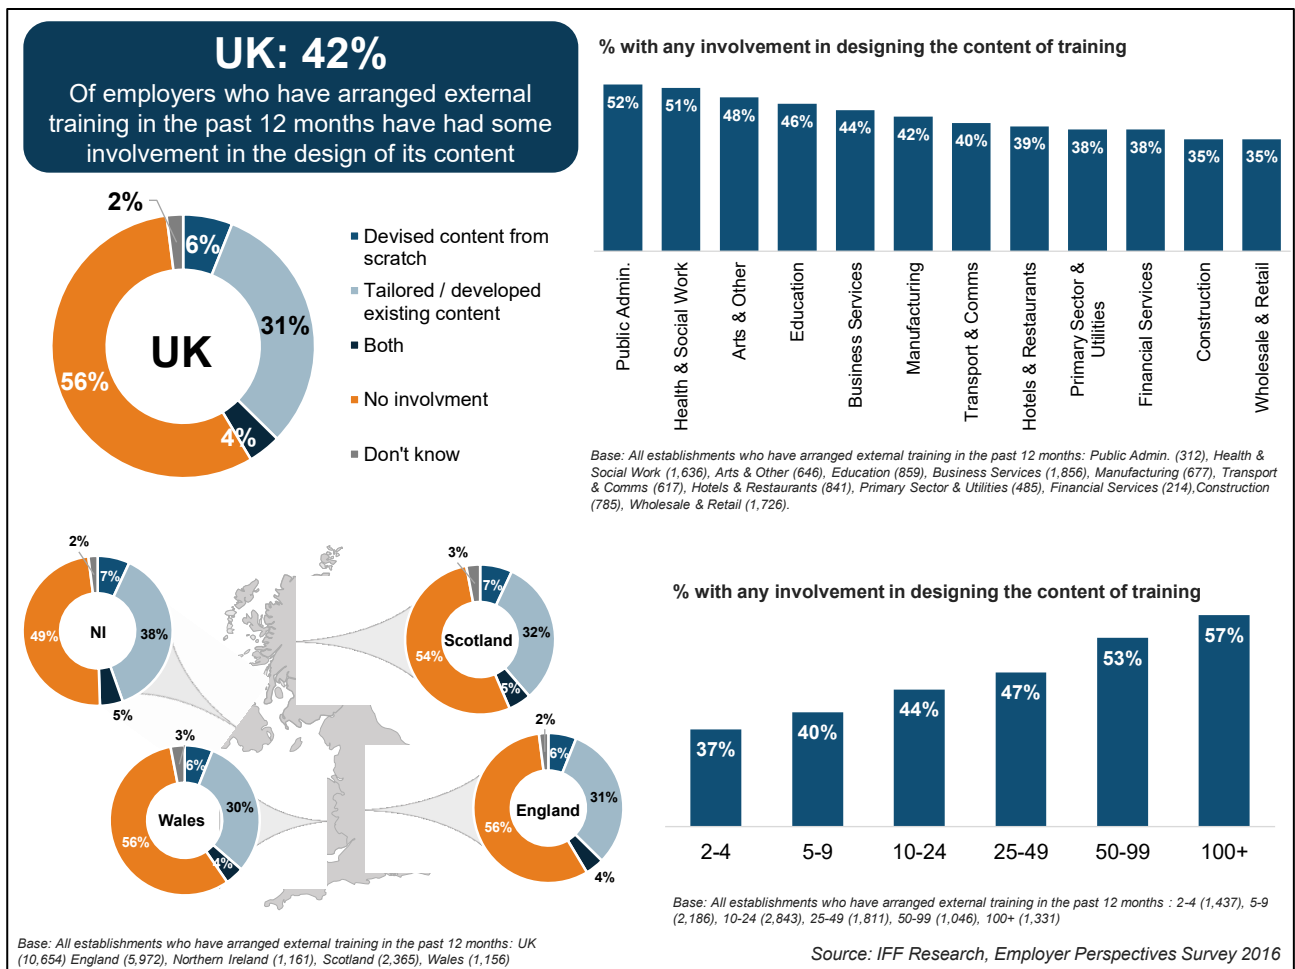 UK: 42%
Of employers who have arranged external
training in the past 12 months have had some
involvement in the design of its content
2%
6%
31%
4%
56%
UK
Devised content from
scratch
Tailored / developed
existing content
Both
No involvment
Don't know
% with any involvement in designing the content of training
52%
51%
48%
46%
44%
42%
40%
39%
38%
38%
35%
35%
Public Admin.
Health & Social Work
Arts & Other
Education
Business Services
Manufacturing
Transport & Comms
Hotels & Restaurants
Primary Sector &
Utilities
Financial Services
Construction
Wholesale & Retail
Base: All establishments who have arranged external training in the past 12 months: Public Admin. (312), Health &
Social Work (1,636), Arts & Other (646), Education (859), Business Services (1,856), Manufacturing (677), Transport
& Comms (617), Hotels & Restaurants (841), Primary Sector & Utilities (485), Financial Services (214),Construction
(785), Wholesale & Retail (1,726).
2%
7%
38%
5%
49%
NI
3%
7%
32%
5%
54%
Scotland
3%
6%
30%
4%
56%
Wales
2%
6%
31%
4%
56%
England
Base: All establishments who have arranged external training in the past 12 months: UK
(10,654) England (5,972), Northern Ireland (1,161), Scotland (2,365), Wales (1,156)
% with any involvement in designing the content of training
37%
40%
44%
47%
53%
57%
2-4
5-9
10-24
25-49
50-99
100+
Base: All establishments who have arranged external training in the past 12 months : 2-4 (1,437), 5-9
(2,186), 10-24 (2,843), 25-49 (1,811), 50-99 (1,046), 100+ (1,331)
Source: IFF Research, Employer Perspectives Survey 2016